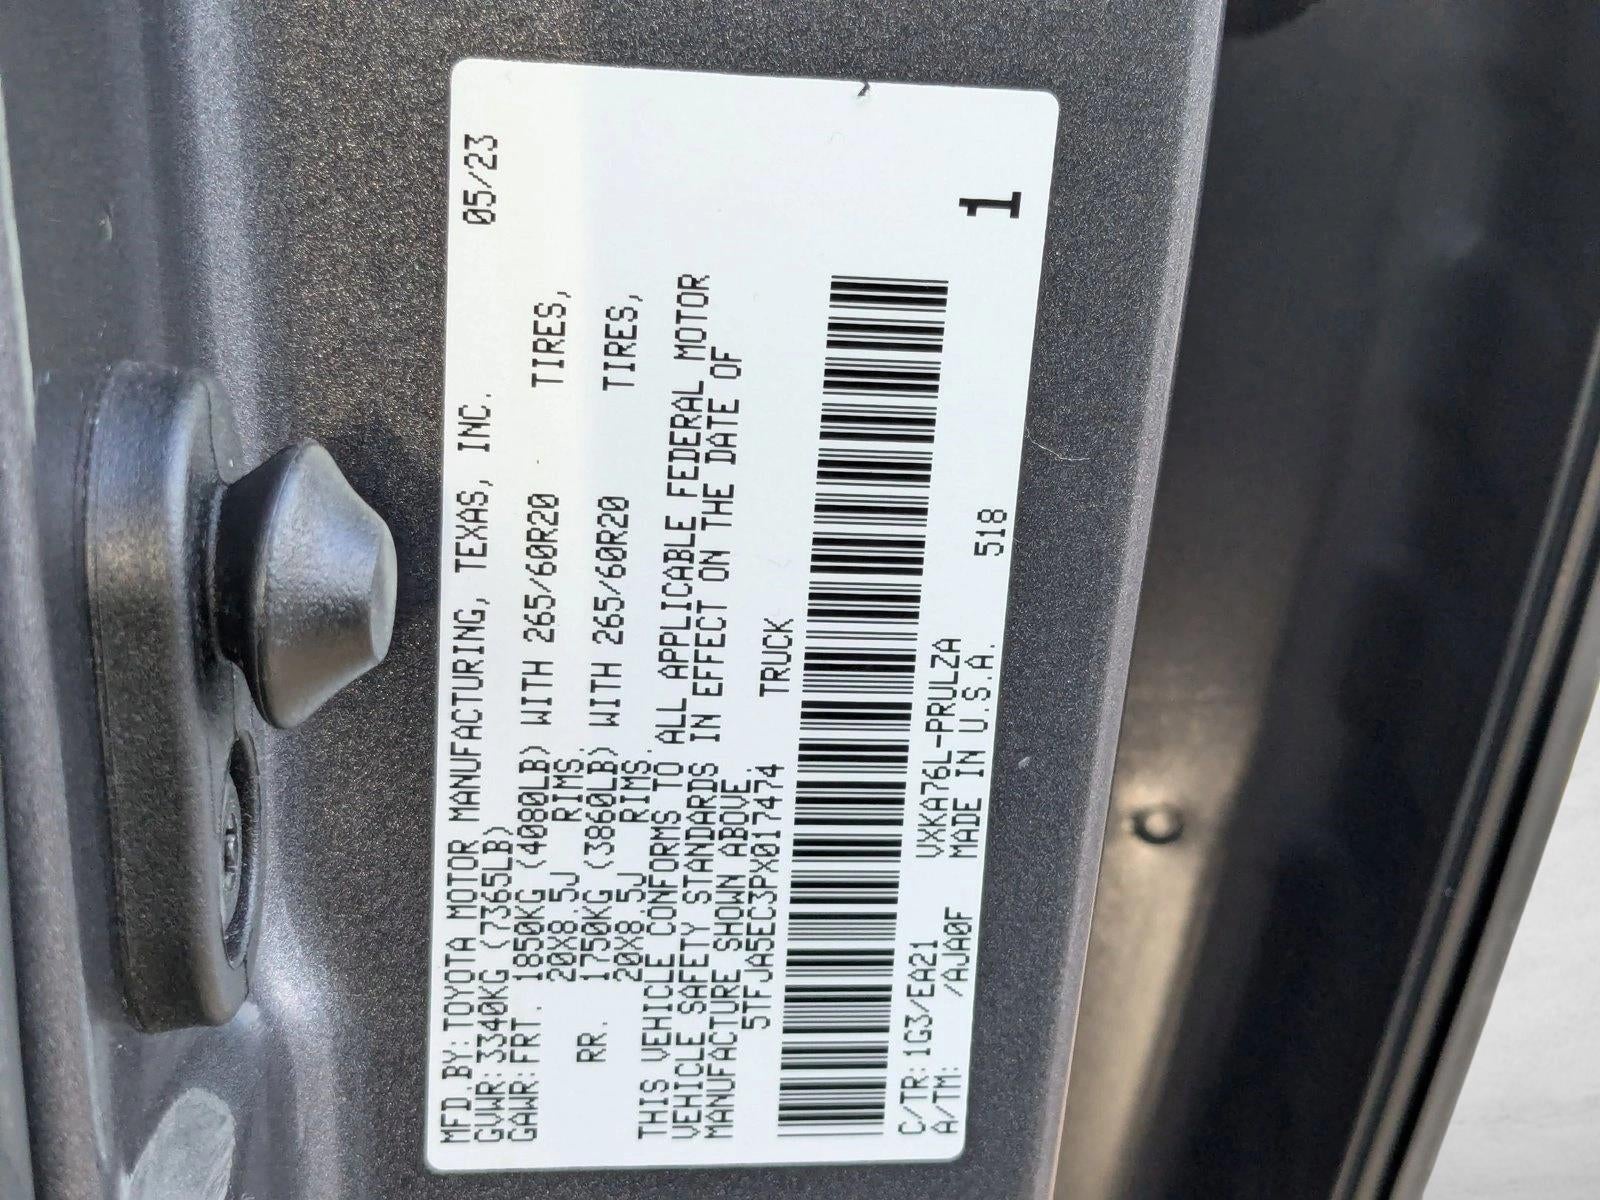 MFD.BY:TOYOTA MOTOR MANUFACTURING, TEXAS, INC. 05/23
GVWR:3340KG(7365LB)
GAWR:FRT. 1850KG(4080LB) WITH 265/60R20 TIRES,
20X8.5J RIMS.
RR. 1750KG(3860LB) WITH 265/60R20 TIRES,
20X8.5J RIMS.
THIS VEHICLE CONFORMS TO ALL APPLICABLE FEDERAL MOTOR
VEHICLE SAFETY STANDARDS IN EFFECT ON THE DATE OF
MANUFACTURE SHOWN ABOVE.
5TFJA5EC3PX017474 TRUCK
C/TR:1G3/EA21 VXKA76L-PRULZA
A/TM: /AJA0F MADE IN U.S.A. 518
1